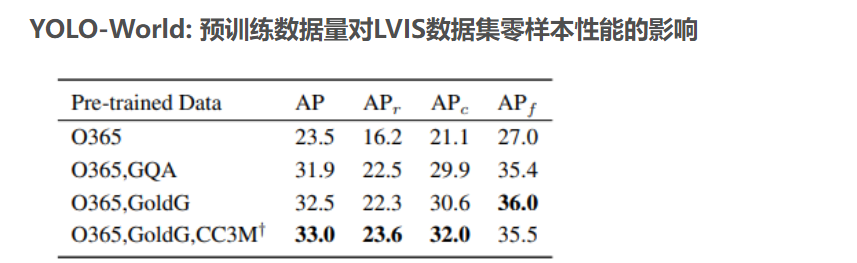 YOLO-World: 预训练数据量对LVIS数据集零样本性能的影响
Pre-trained Data AP APr APc APf
O365 23.5 16.2 21.1 27.0
O365,GQA 31.9 22.5 29.9 35.4
O365,GoldG 32.5 22.3 30.6 36.0
O365,GoldG,CC3M† 33.0 23.6 32.0 35.5